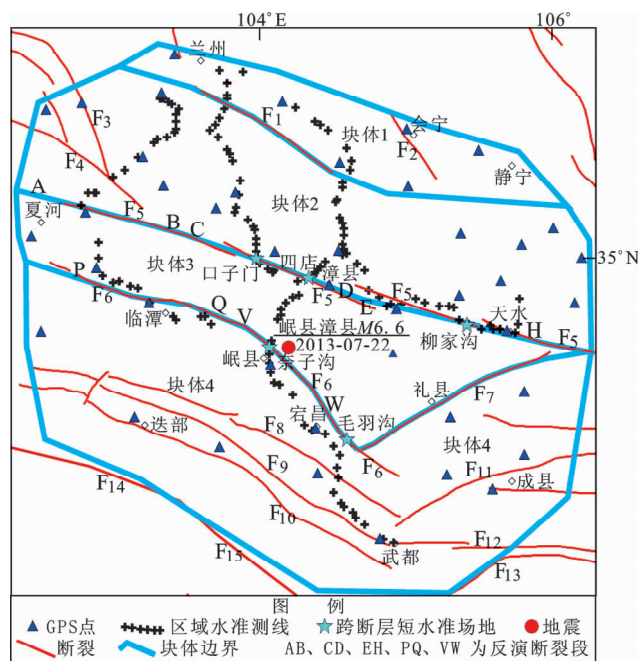 104°E
106°
兰州
F1
块体1
F2
会宁
静宁
F3
F4
A
夏河
F5
B
C
块体2
35°N
块体3
口子门
四店
漳县
F5
D
E
F5
天水
H
F5
柳家沟
P
F6
临潭
Q
V
岷县漳县M6.6
2013-07-22
岷县
奈子沟
F6
W
礼县
F7
块体4
迭部
F8
宕昌
毛羽沟
F6
块体4
F9
F11
成县
F14
F10
F15
武都
F12
F13
图 例
GPS点 区域水准测线 跨断层短水准场地 地震
断裂 块体边界 AB、CD、EH、PQ、VW 为反演断裂段